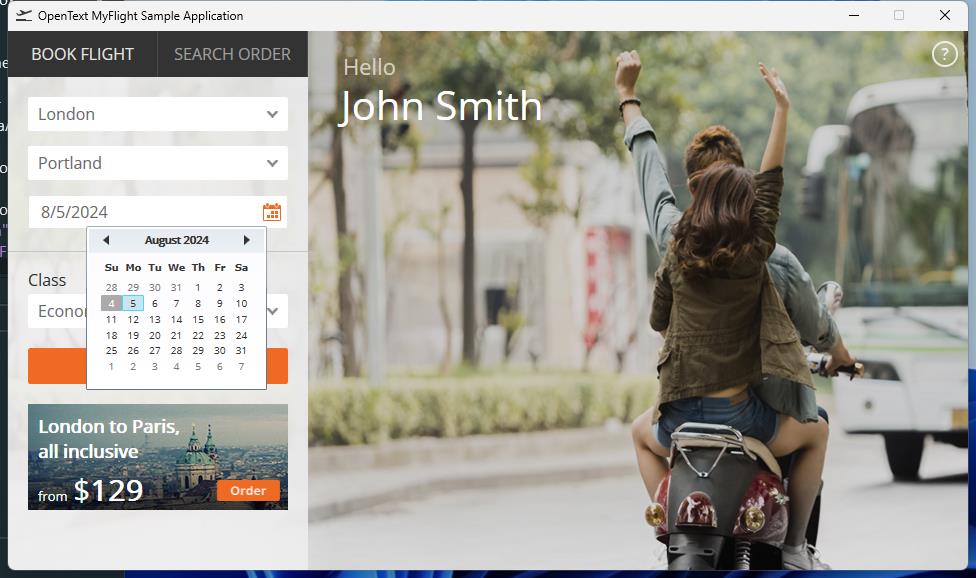 OpenText MyFlight Sample Application
BOOK FLIGHT SEARCH ORDER
?
Hello
John Smith
London
Portland
8/5/2024
August 2024
Su Mo Tu We Th Fr Sa
28 29 30 31 1 2 3
4 5 6 7 8 9 10
11 12 13 14 15 16 17
18 19 20 21 22 23 24
25 26 27 28 29 30 31
1 2 3 4 5 6 7
Class
London to Paris,
all inclusive
from $129
Order